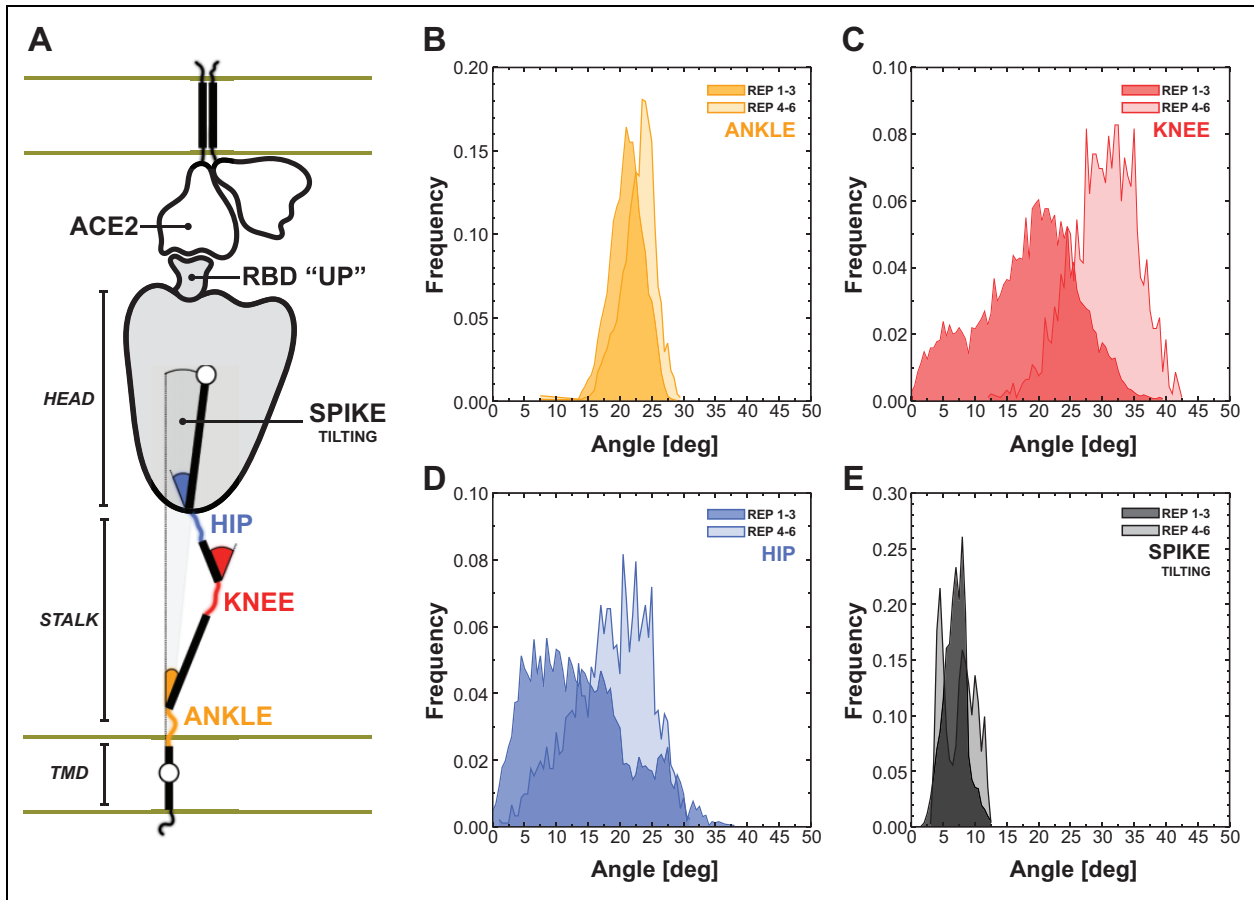 A
ACE2
RBD “UP”
HEAD
SPIKE
TILTING
HIP
KNEE
STALK
ANKLE
TMD
B
0.20
0.15
0.10
0.05
0.00
Frequency
REP 1-3
REP 4-6
ANKLE
0 5 10 15 20 25 30 35 40 45 50
Angle [deg]
C
0.10
0.08
0.06
0.04
0.02
0.00
Frequency
REP 1-3
REP 4-6
KNEE
0 5 10 15 20 25 30 35 40 45 50
Angle [deg]
D
0.10
0.08
0.06
0.04
0.02
0.00
Frequency
REP 1-3
REP 4-6
HIP
0 5 10 15 20 25 30 35 40 45 50
Angle [deg]
E
0.30
0.25
0.20
0.15
0.10
0.05
0.00
Frequency
REP 1-3
REP 4-6
SPIKE
TILTING
0 5 10 15 20 25 30 35 40 45 50
Angle [deg]